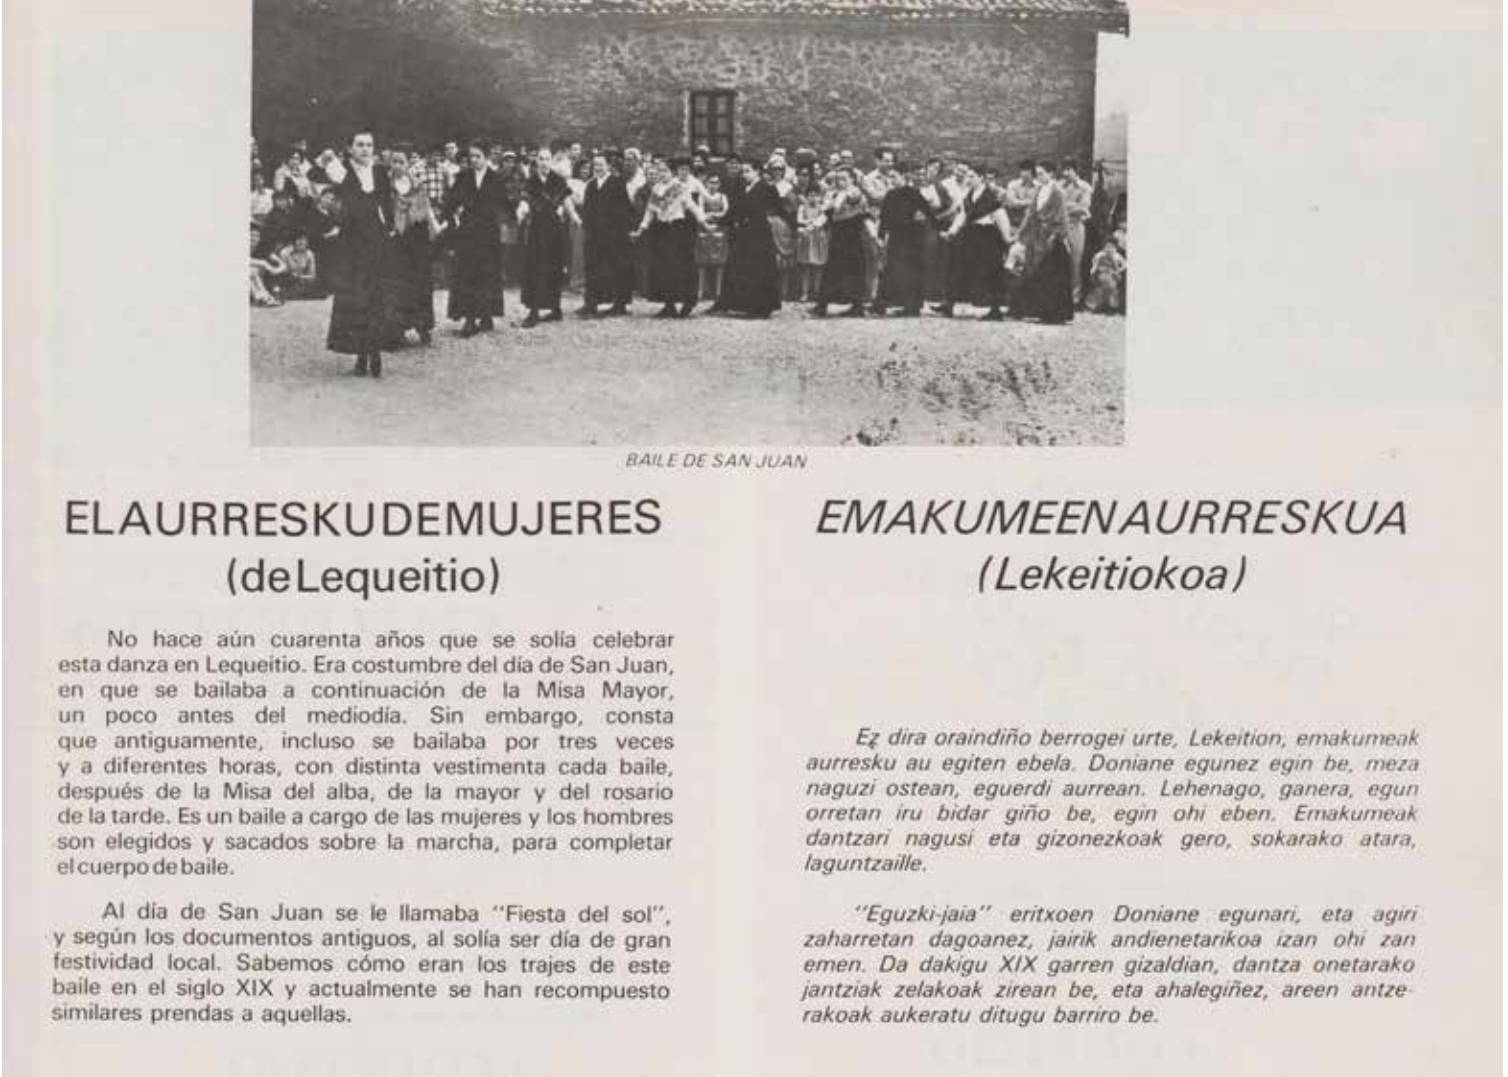 BAILE DE SAN JUAN
EL AURRESKU DE MUJERES
(de Lequeitio)
No hace aún cuarenta años que se solía celebrar
esta danza en Lequeitio. Era costumbre del día de San Juan,
en que se bailaba a continuación de la Misa Mayor,
un poco antes del mediodía. Sin embargo, consta
que antiguamente, incluso se bailaba por tres veces
y a diferentes horas, con distinta vestimenta cada baile,
después de la Misa del alba, de la mayor y del rosario
de la tarde. Es un baile a cargo de las mujeres y los hombres
son elegidos y sacados sobre la marcha, para completar
el cuerpo de baile.
Al día de San Juan se le llamaba "Fiesta del sol",
y según los documentos antiguos, al solía ser día de gran
festividad local. Sabemos cómo eran los trajes de este
baile en el siglo XIX y actualmente se han recompuesto
similares prendas a aquellas.
EMAKUMEEN AURRESKUA
(Lekeitiokoa)
Ez dira oraindiño berrogei urte, Lekeition, emakumeak
aurresku au egiten ebela. Doniane egunez egin be, meza
naguzi ostean, eguerdi aurrean. Lehenago, ganera, egun
orretan iru bidar giño be, egin ohi eben. Emakumeak
dantzari nagusi eta gizonezkoak gero, sokarako atara,
laguntzaille.
"Eguzki-jaia" eritxoen Doniane egunari, eta agiri
zaharretan dagoanez, jairik andienetarikoa izan ohi zan
emen. Da dakigu XIX garren gizaldian, dantza onetarako
jantziak zelakoak zirean be, eta ahalegiñez, areen antze-
rakoak aukeratu ditugu barriro be.